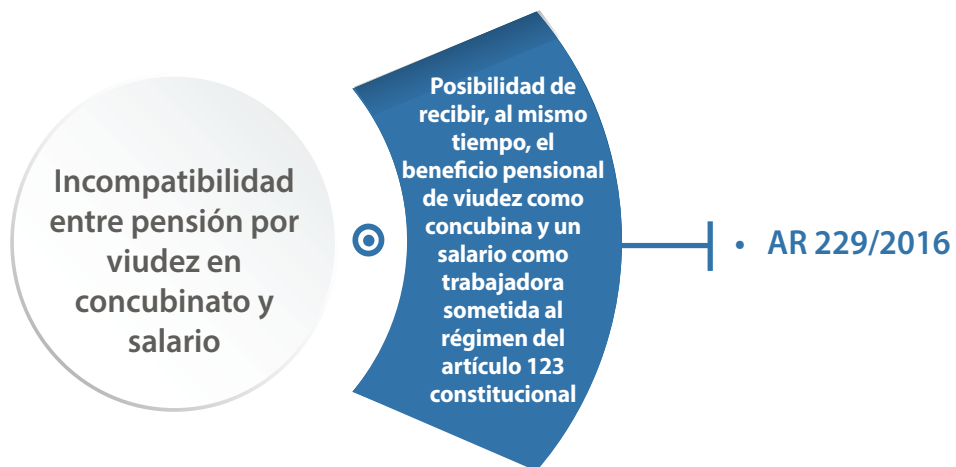 Incompatibilidad
entre pensión por
viudez en
concubinato y
salario
Posibilidad de
recibir, al mismo
tiempo, el
beneficio pensional
de viudez como
concubina y un
salario como
trabajadora
sometida al
régimen del
artículo 123
constitucional
• AR 229/2016